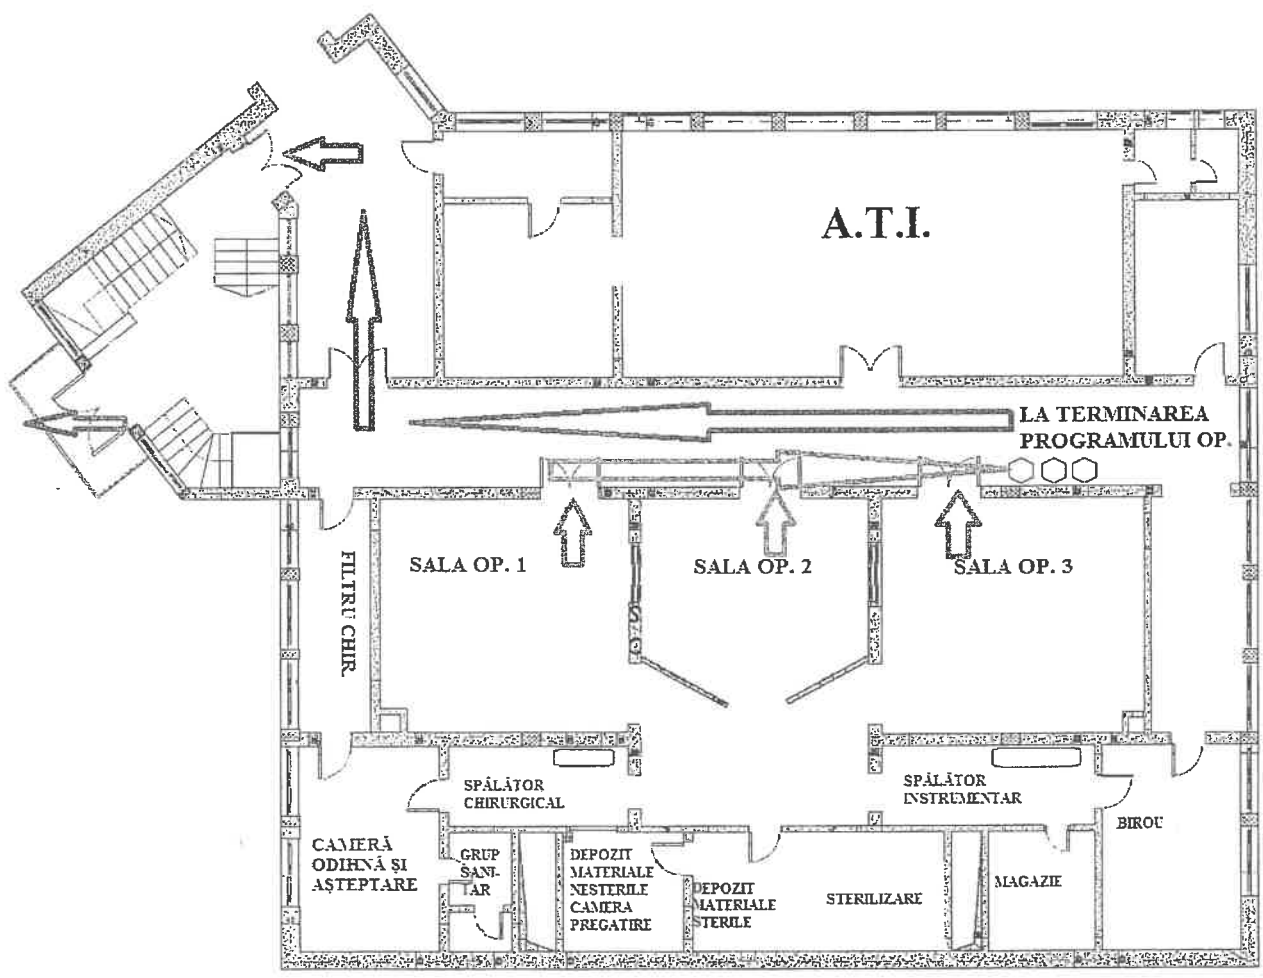 A.T.I.
LA TERMINAREA
PROGRAMULUI OP.
SALA OP. 1
SALA OP. 2
SALA OP. 3
FILTRU CHIR.
S
O
SPĂLĂTOR
CHIRURGICAL
SPĂLĂTOR
INSTRUMENTAR
BIROU
CAMERĂ
ODIHNĂ ȘI
AȘTEPTARE
GRUP
SANI-
TAR
DEPOZIT
MATERIALE
NESTERILE
CAMERA
PREGATIRE
DEPOZIT
MATERIALE
STERILE
STERILIZARE
MAGAZIE